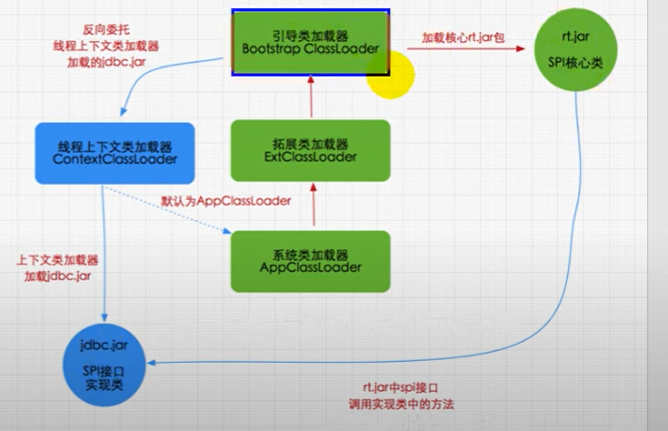 反向委托
线程上下文类加载器
加载的jdbc.jar
引导类加载器
Bootstrap ClassLoader
加载核心rt.jar包
rt.jar
SPI核心类
线程上下文类加载器
ContextClassLoader
拓展类加载器
ExtClassLoader
默认为AppClassLoader
系统类加载器
AppClassLoader
上下文类加载器
加载jdbc.jar
jdbc.jar
SPI接口
实现类
rt.jar中spi接口
调用实现类中的方法